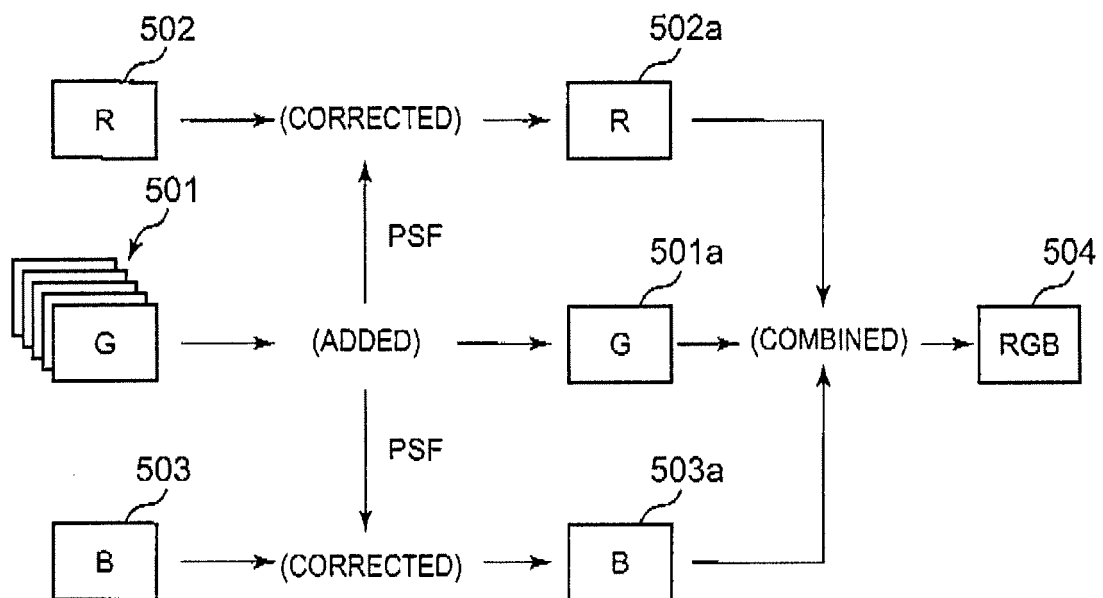 502
502a
R
(CORRECTED)
R
501
PSF
501a
504
G
(ADDED)
G
(COMBINED)
RGB
PSF
503
503a
B
(CORRECTED)
B